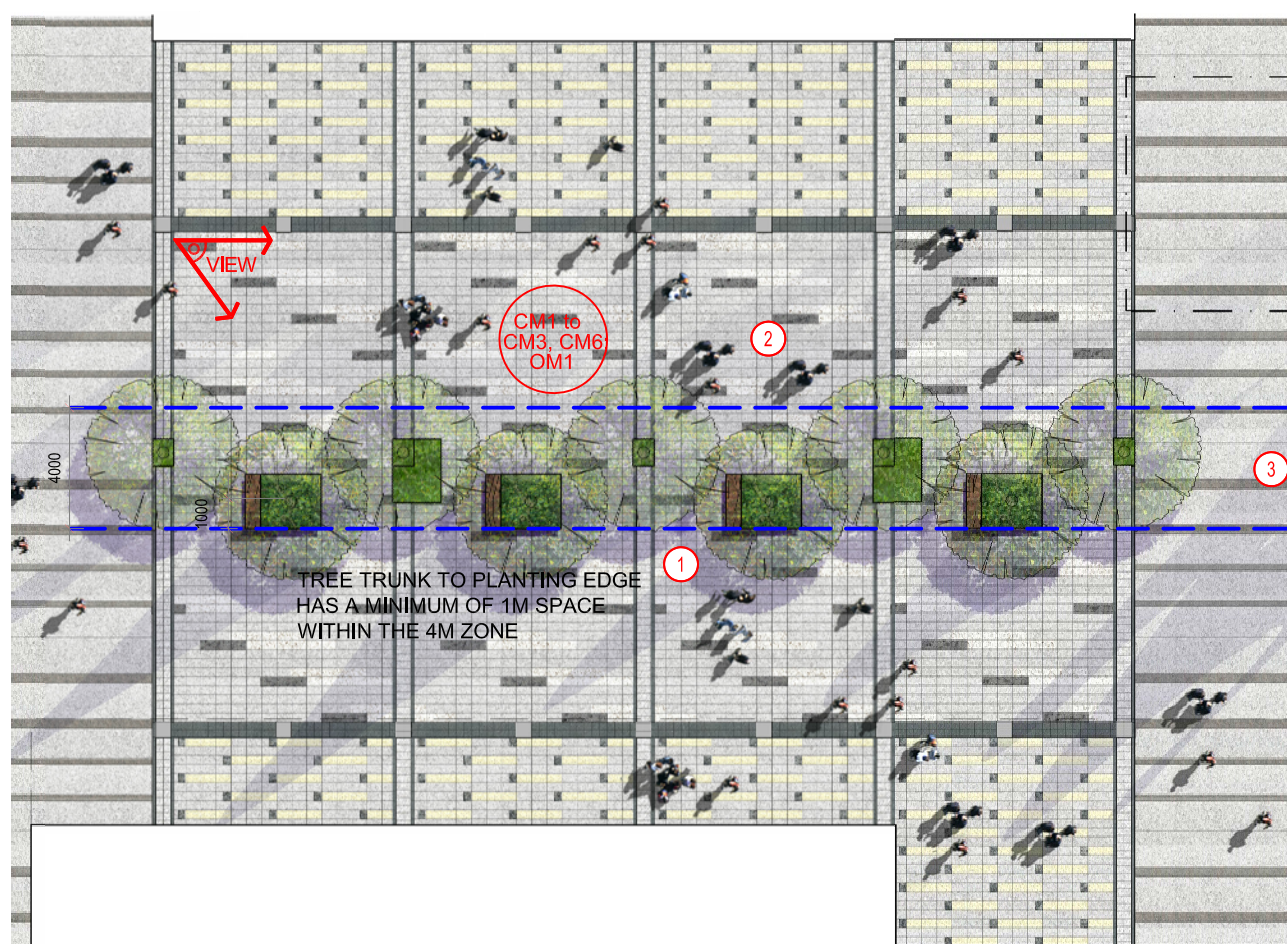 VIEW
CM1 to
CM3, CM6
OM1
2
4000
3
1000
1
TREE TRUNK TO PLANTING EDGE
HAS A MINIMUM OF 1M SPACE
WITHIN THE 4M ZONE